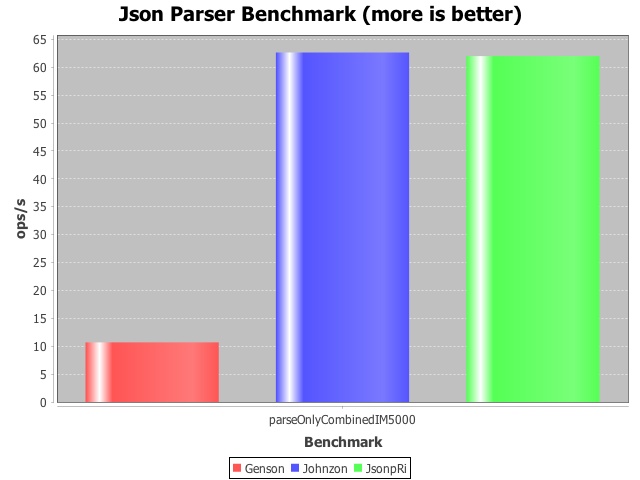 Json Parser Benchmark (more is better)
65
60
55
50
45
40
35
30
25
20
15
10
5
0
ops/s
parseOnlyCombinedIM5000
Benchmark
Genson Johnzon JsonpRi